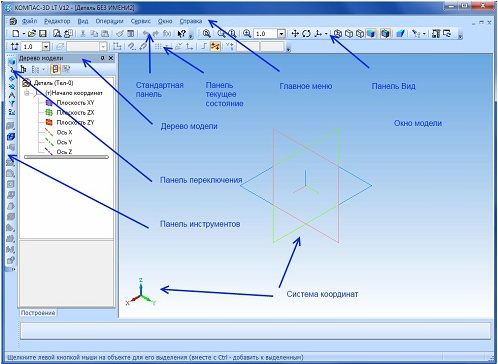 КОМПАС-3D LT V12 - [Деталь БЕЗ ИМЕНИ2]
Файл Редактор Вид Операции Сервис Окно Справка
1.0
1.0
Дерево модели
Деталь (Тел-0)
(т)Начало координат
Плоскость XY
Плоскость ZX
Плоскость ZY
Ось X
Ось Y
Ось Z
Стандартная панель
Панель текущее состояние
Главное меню
Панель Вид
Дерево модели
Окно модели
Панель переключения
Панель инструментов
Система координат
Z
X
Y
Построение
Щелкните левой кнопкой мыши на объекте для его выделения (вместе с Ctrl - добавить к выделенным)